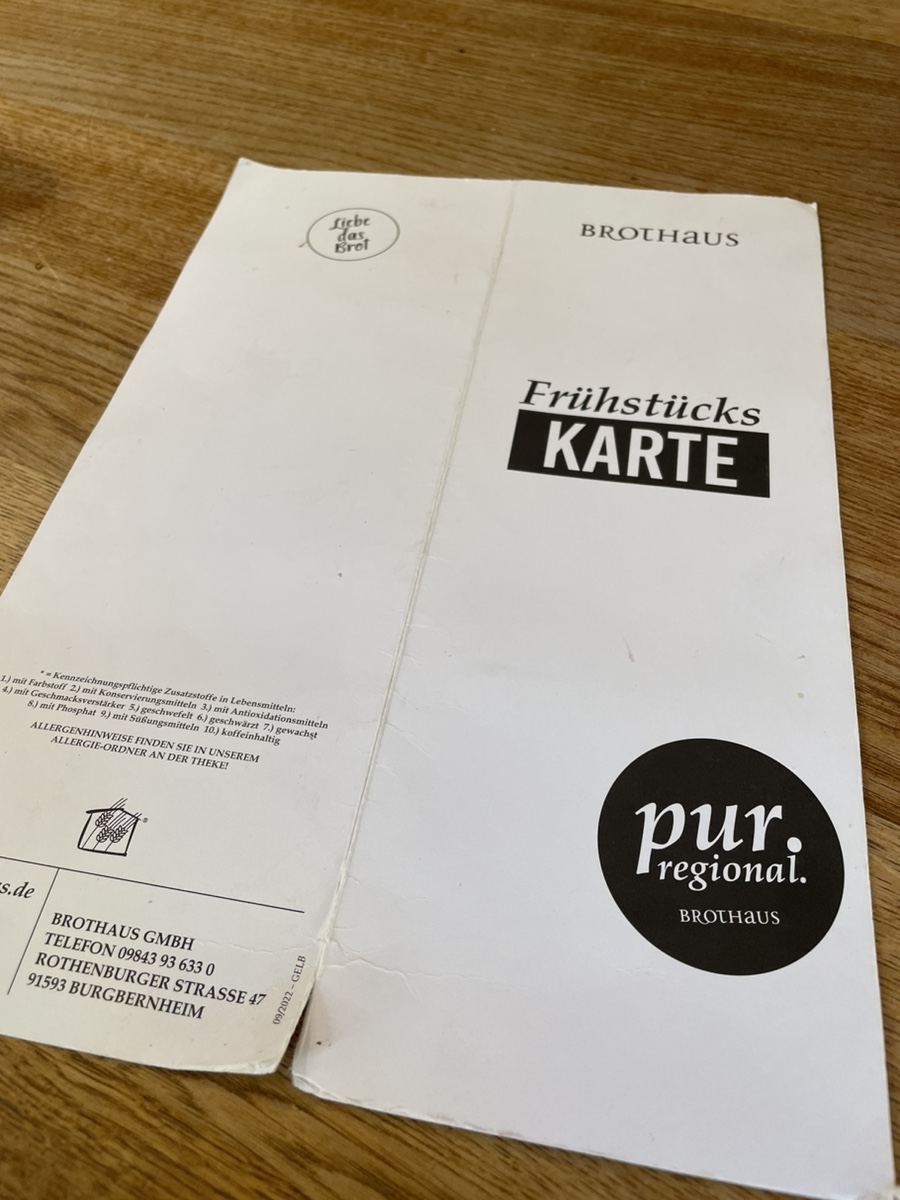 Liebe
das
Brot
* = Kennzeichnungspflichtige Zusatzstoffe in Lebensmitteln:
1.) mit Farbstoff 2.) mit Konservierungsmitteln 3.) mit Antioxidationsmitteln
4.) mit Geschmacksverstärker 5.) geschwefelt 6.) geschwärzt 7.) gewachst
8.) mit Phosphat 9.) mit Süßungsmitteln 10.) koffeinhaltig
ALLERGENHINWEISE FINDEN SIE IN UNSEREM
ALLERGIE-ORDNER AN DER THEKE!
®
s.de
BROTHAUS GMBH
TELEFON 09843 93 633 0
ROTHENBURGER STRASSE 47
91593 BURGBERNHEIM
09/2022 – GELB
BROTHAUS
Frühstücks
KARTE
pur.
regional.
BROTHAUS